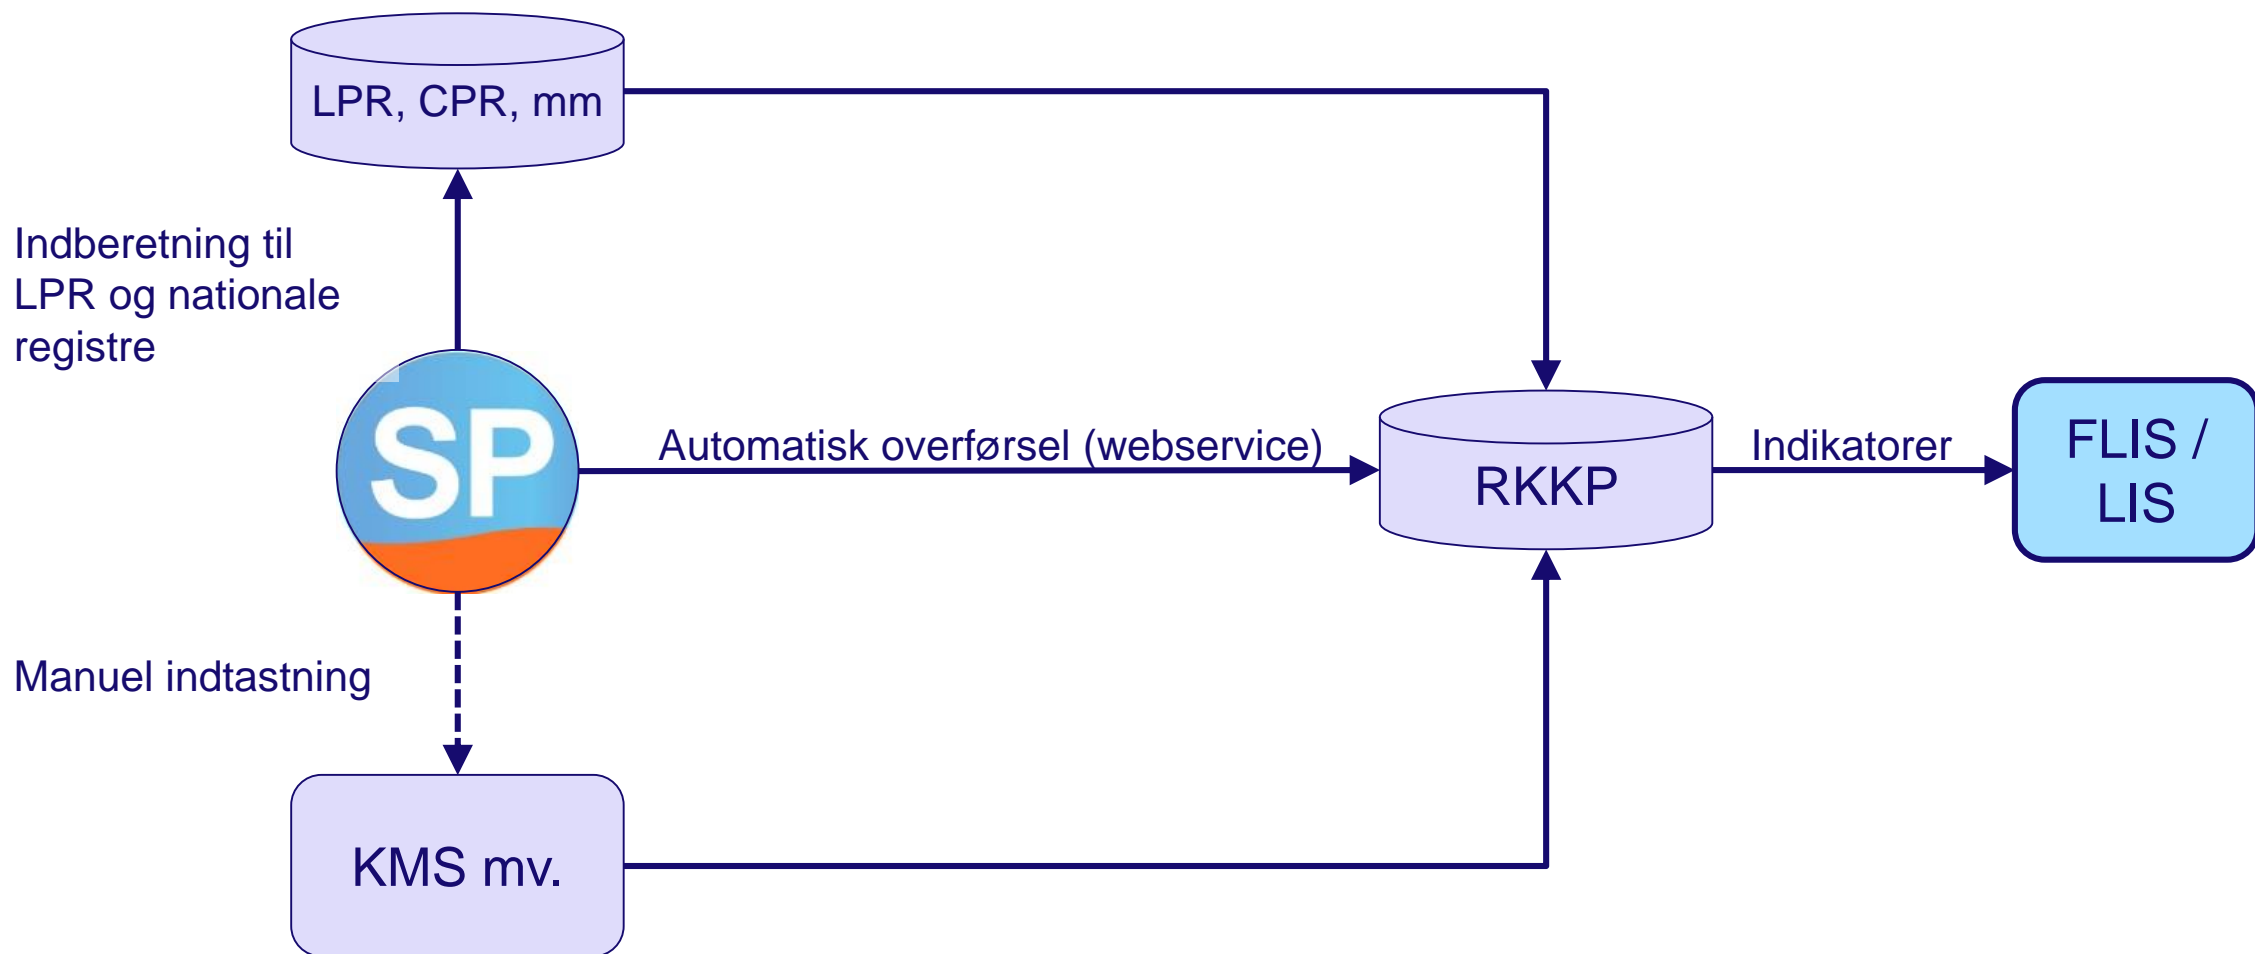 LPR, CPR, mm
Indberetning til
LPR og nationale
registre
SP
Automatisk overførsel (webservice)
RKKP
Indikatorer
FLIS /
LIS
Manuel indtastning
KMS mv.